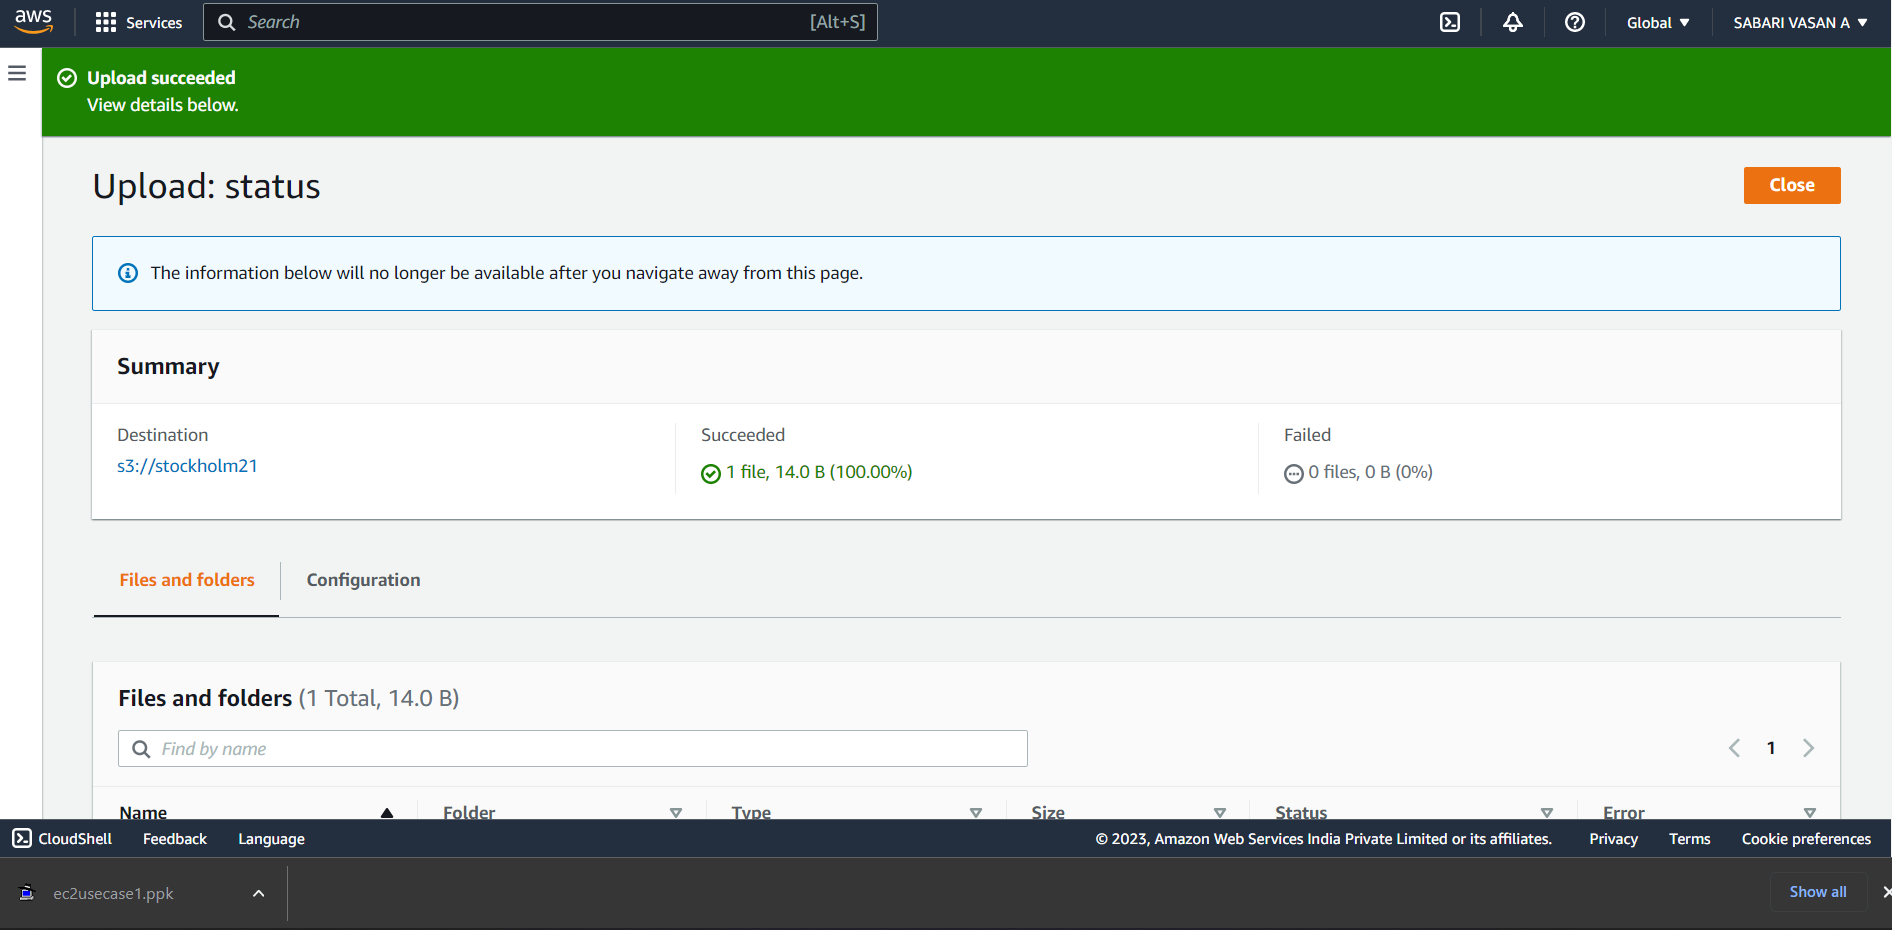 aws Services Search [Alt+S] Global SABARI VASAN A
Upload succeeded
View details below.
Upload: status
Close
The information below will no longer be available after you navigate away from this page.
Summary
Destination Succeeded Failed
s3://stockholm21 1 file, 14.0 B (100.00%) 0 files, 0 B (0%)
Files and folders Configuration
Files and folders (1 Total, 14.0 B)
Find by name 1
Name Folder Type Size Status Error
CloudShell Feedback Language © 2023, Amazon Web Services India Private Limited or its affiliates. Privacy Terms Cookie preferences
ec2usecase1.ppk Show all